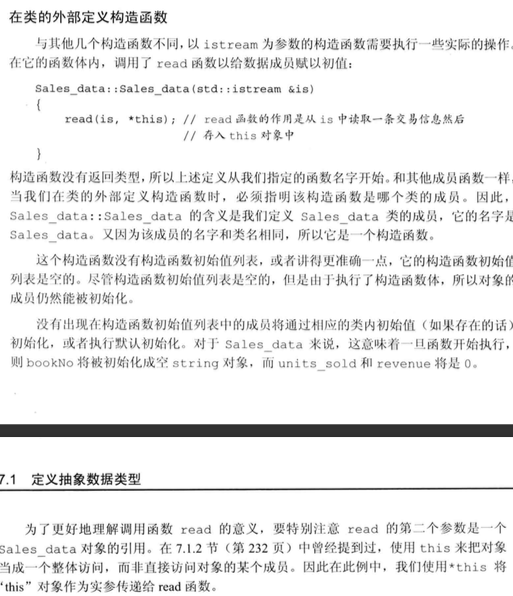 在类的外部定义构造函数
与其他几个构造函数不同，以 istream 为参数的构造函数需要执行一些实际的操作。
在它的函数体内，调用了 read 函数以给数据成员赋以初值：
Sales_data::Sales_data(std::istream &is)
{
read(is, *this); // read 函数的作用是从 is 中读取一条交易信息然后
// 存入 this 对象中
}
构造函数没有返回类型，所以上述定义从我们指定的函数名字开始。和其他成员函数一样，
当我们在类的外部定义构造函数时，必须指明该构造函数是哪个类的成员。因此，
Sales_data::Sales_data 的含义是我们定义 Sales_data 类的成员，它的名字是
Sales_data。又因为该成员的名字和类名相同，所以它是一个构造函数。
这个构造函数没有构造函数初始值列表，或者讲得更准确一点，它的构造函数初始值
列表是空的。尽管构造函数初始值列表是空的，但是由于执行了构造函数体，所以对象的
成员仍然能被初始化。
没有出现在构造函数初始值列表中的成员将通过相应的类内初始值（如果存在的话）
初始化，或者执行默认初始化。对于 Sales_data 来说，这意味着一旦函数开始执行，
则 bookNo 将被初始化成空 string 对象，而 units_sold 和 revenue 将是 0。
7.1 定义抽象数据类型
为了更好地理解调用函数 read 的意义，要特别注意 read 的第二个参数是一个
Sales_data 对象的引用。在 7.1.2 节（第 232 页）中曾经提到过，使用 this 来把对象
当成一个整体访问，而非直接访问对象的某个成员。因此在此例中，我们使用*this 将
“this”对象作为实参传递给 read 函数。